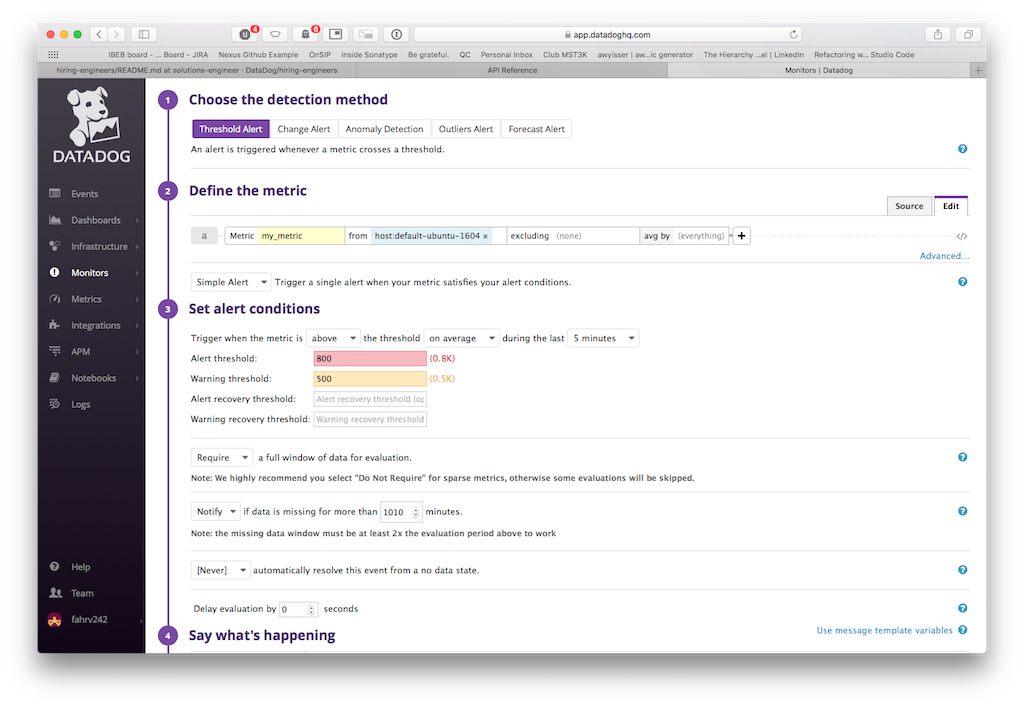 4 6
app.datadoghq.com
IBEB board - ... Board - JIRA Nexus Github Example OnSIP Inside Sonatype Be grateful. QC Personal Inbox Club MST3K awyisser | aw...ic generator The Hierarchy ...el | LinkedIn Refactoring w... Studio Code
hiring-engineers/README.md at solutions-engineer · DataDog/hiring-engineers API Reference Monitors | Datadog
DATADOG
Events
Dashboards
Infrastructure
Monitors
Metrics
Integrations
APM
Notebooks
Logs
Help
Team
fahrv242
1 Choose the detection method
Threshold Alert Change Alert Anomaly Detection Outliers Alert Forecast Alert
An alert is triggered whenever a metric crosses a threshold.
2 Define the metric
Source Edit
a Metric my_metric from host:default-ubuntu-1604 × excluding (none) avg by (everything) + </>
Advanced...
Simple Alert Trigger a single alert when your metric satisfies your alert conditions.
3 Set alert conditions
Trigger when the metric is above the threshold on average during the last 5 minutes
Alert threshold: 800 (0.8K)
Warning threshold: 500 (0.5K)
Alert recovery threshold: Alert recovery threshold (op
Warning recovery threshold: Warning recovery threshold
Require a full window of data for evaluation.
Note: We highly recommend you select "Do Not Require" for sparse metrics, otherwise some evaluations will be skipped.
Notify if data is missing for more than 1010 minutes.
Note: the missing data window must be at least 2x the evaluation period above to work
[Never] automatically resolve this event from a no data state.
Delay evaluation by 0 seconds
4 Say what's happening
Use message template variables